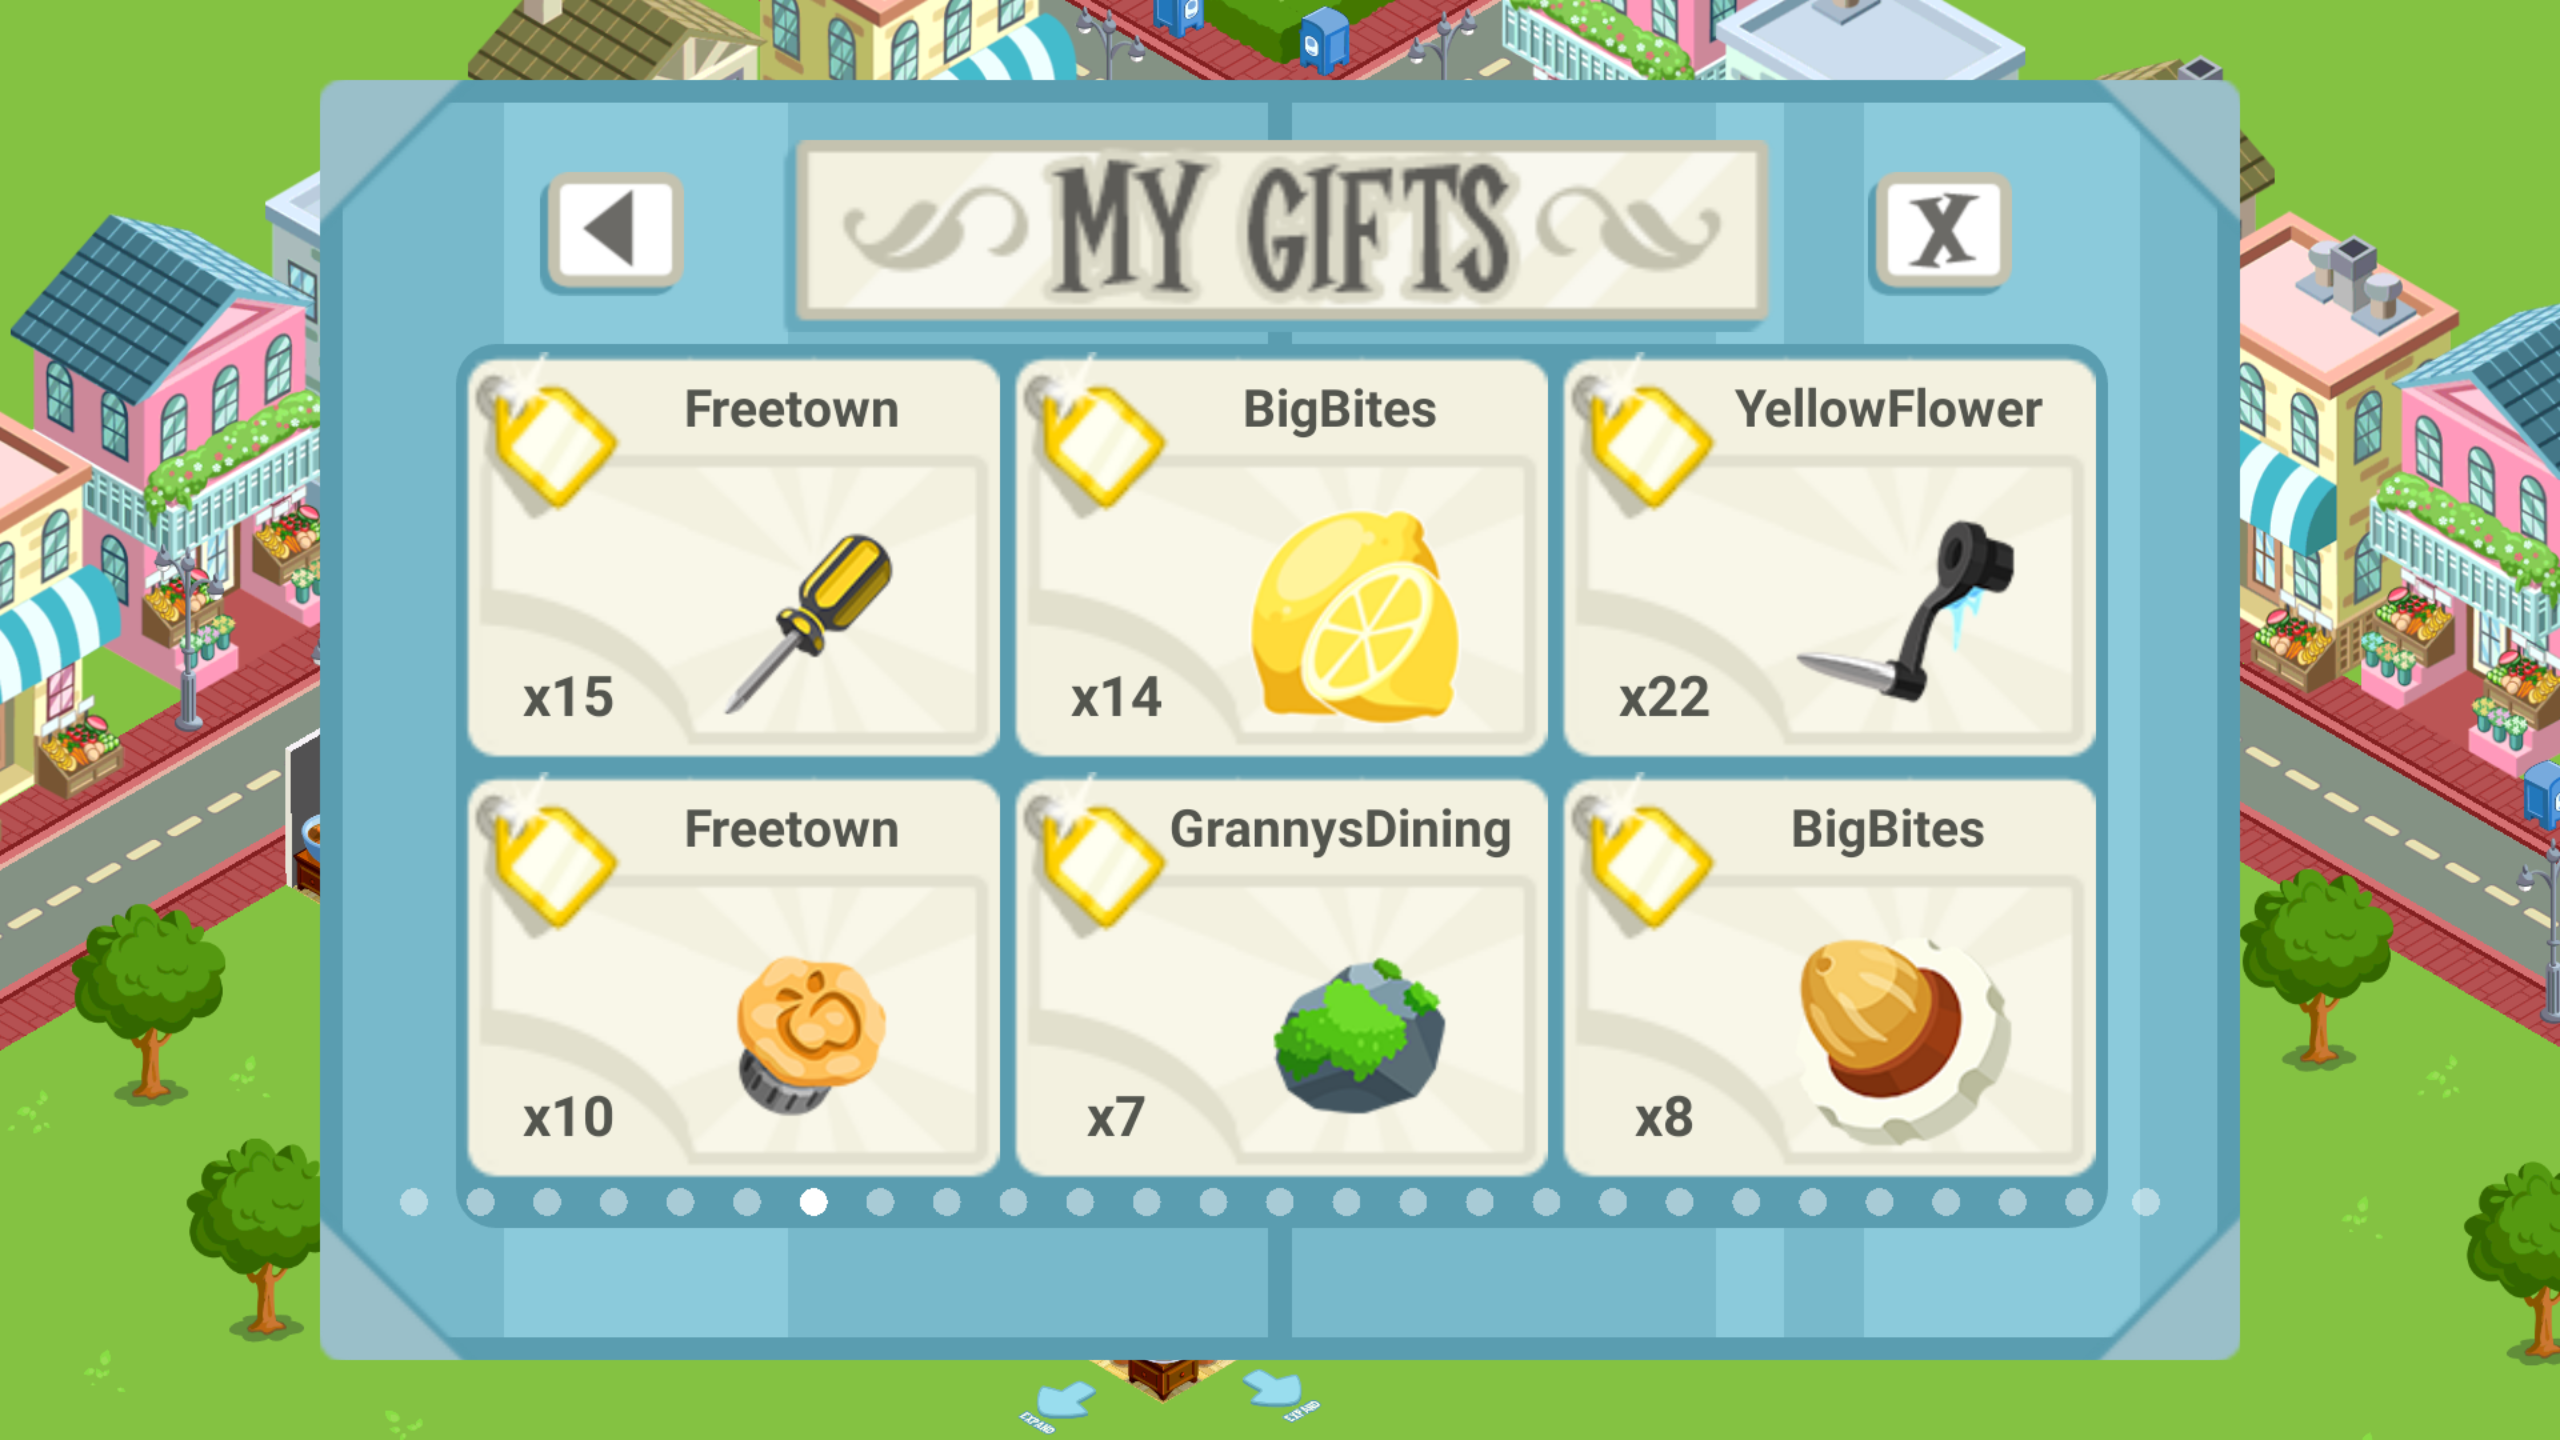 MY GIFTS
X
Freetown
x15
BigBites
x14
YellowFlower
x22
Freetown
x10
GrannysDining
x7
BigBites
x8
EXPAND
EXPAND